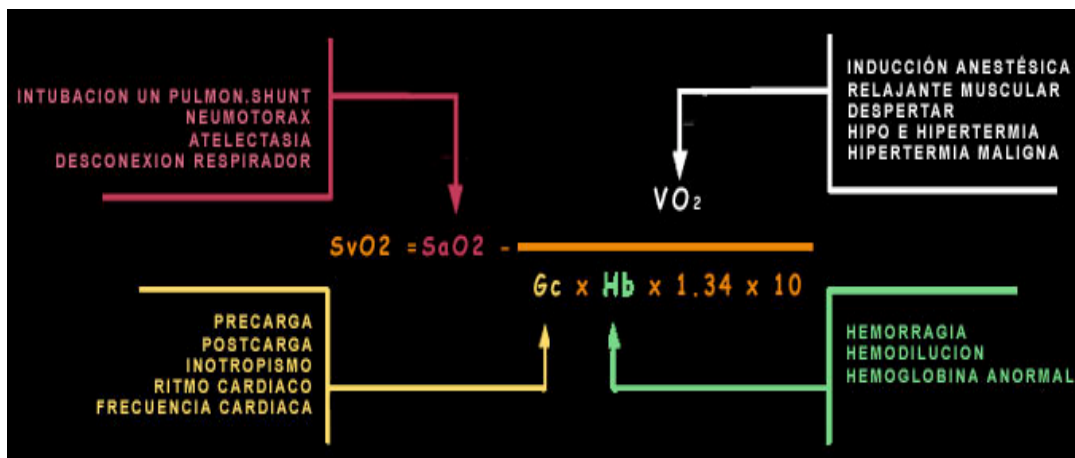 INTUBACION UN PULMON.SHUNT
NEUMOTORAX
ATELECTASIA
DESCONEXION RESPIRADOR
INDUCCIÓN ANESTÉSICA
RELAJANTE MUSCULAR
DESPERTAR
HIPO E HIPERTERMIA
HIPERTERMIA MALIGNA
VO2
SvO2 =SaO2 -
Gc x Hb x 1.34 x 10
PRECARGA
POSTCARGA
INOTROPISMO
RITMO CARDIACO
FRECUENCIA CARDIACA
HEMORRAGIA
HEMODILUCION
HEMOGLOBINA ANORMAL